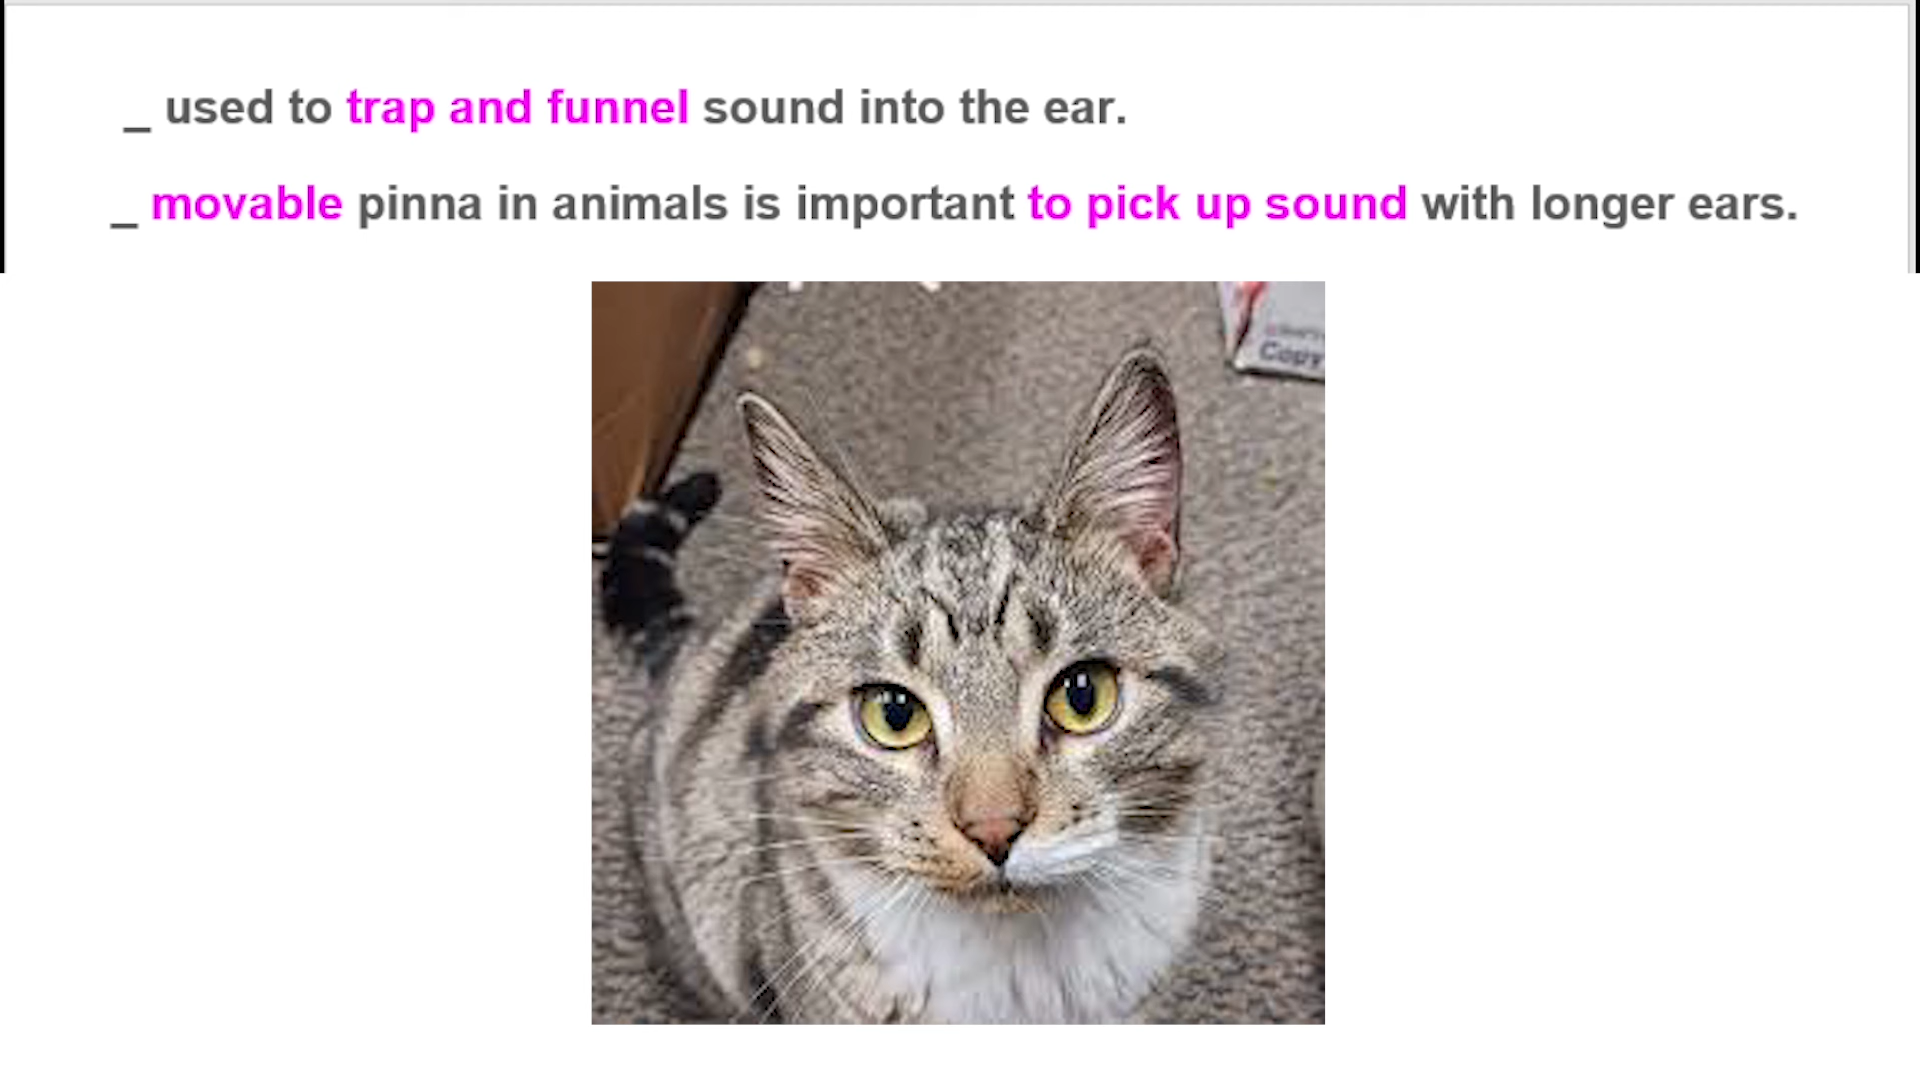 _ used to trap and funnel sound into the ear.
_ movable pinna in animals is important to pick up sound with longer ears.
Copy